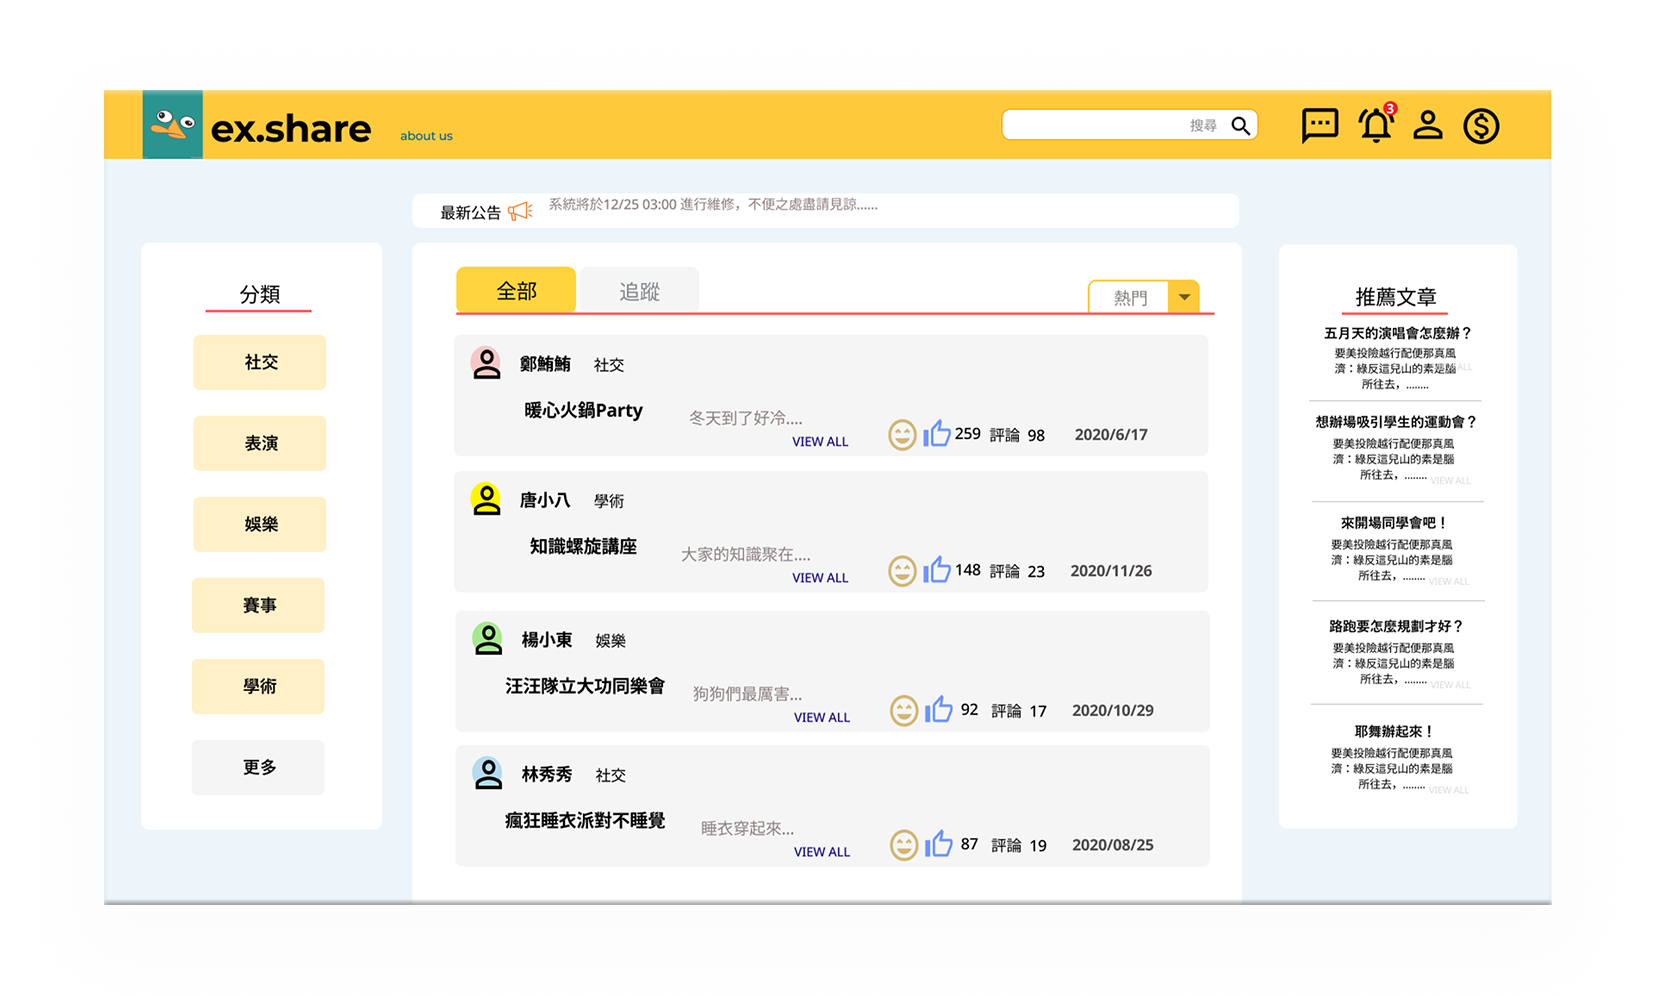 ex.share
about us
搜尋
3
最新公告
系統將於12/25 03:00 進行維修，不便之處盡請見諒......
分類
社交
表演
娛樂
賽事
學術
更多
全部
追蹤
熱門
鄭鮪鮪 社交
暖心火鍋Party
冬天到了好冷....
VIEW ALL
259 評論 98 2020/6/17
唐小八 學術
知識螺旋講座
大家的知識聚在....
VIEW ALL
148 評論 23 2020/11/26
楊小東 娛樂
汪汪隊立大功同樂會
狗狗們最厲害...
VIEW ALL
92 評論 17 2020/10/29
林秀秀 社交
瘋狂睡衣派對不睡覺
睡衣穿起來...
VIEW ALL
87 評論 19 2020/08/25
推薦文章
五月天的演唱會怎麼辦？
要美投險越行配便那真風
濟：綠反這兒山的素是腦
所往去，........
VIEW ALL
想辦場吸引學生的運動會？
要美投險越行配便那真風
濟：綠反這兒山的素是腦
所往去，........
VIEW ALL
來開場同學會吧！
要美投險越行配便那真風
濟：綠反這兒山的素是腦
所往去，........
VIEW ALL
路跑要怎麼規劃才好？
要美投險越行配便那真風
濟：綠反這兒山的素是腦
所往去，........
VIEW ALL
耶舞辦起來！
要美投險越行配便那真風
濟：綠反這兒山的素是腦
所往去，........
VIEW ALL